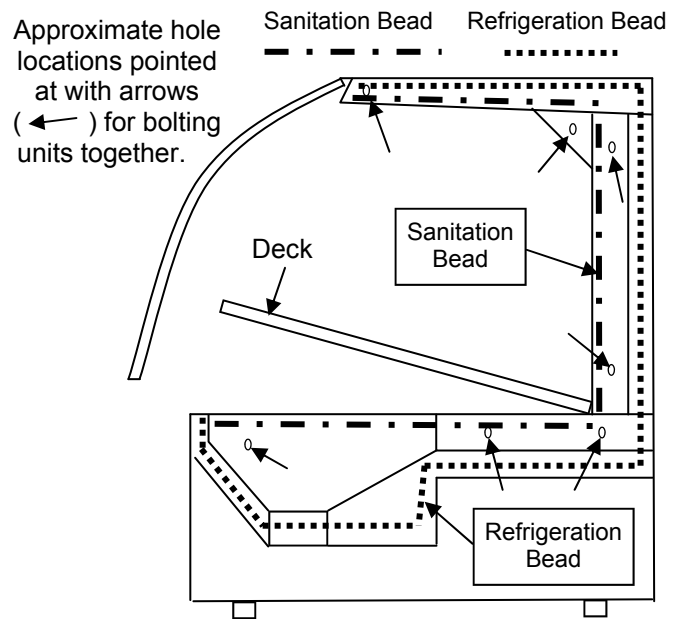 Approximate hole
locations pointed
at with arrows
( ← ) for bolting
units together.
Sanitation Bead
Refrigeration Bead
Sanitation
Bead
Deck
Refrigeration
Bead